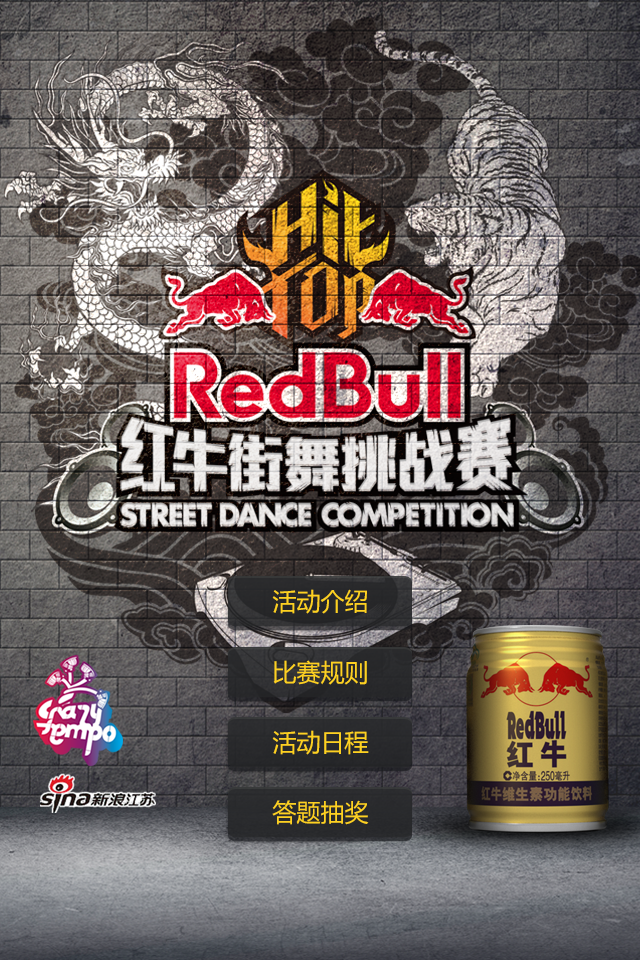 Hit
TOP
RedBull
红牛街舞挑战赛
STREET DANCE COMPETITION
活动介绍
比赛规则
活动日程
答题抽奖
Crazy
tempo
sina新浪江苏
RedBull
红牛
净含量:250毫升
红牛维生素功能饮料